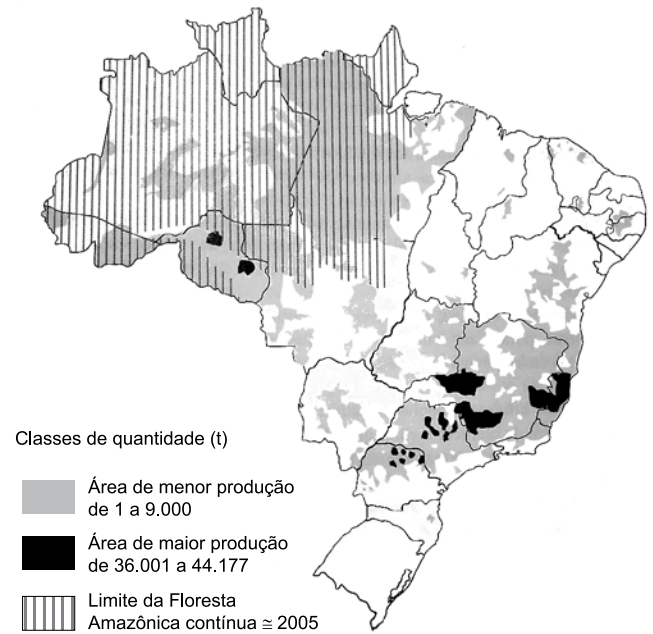 Classes de quantidade (t)
Área de menor produção
de 1 a 9.000
Área de maior produção
de 36.001 a 44.177
Limite da Floresta
Amazônica contínua ≅ 2005